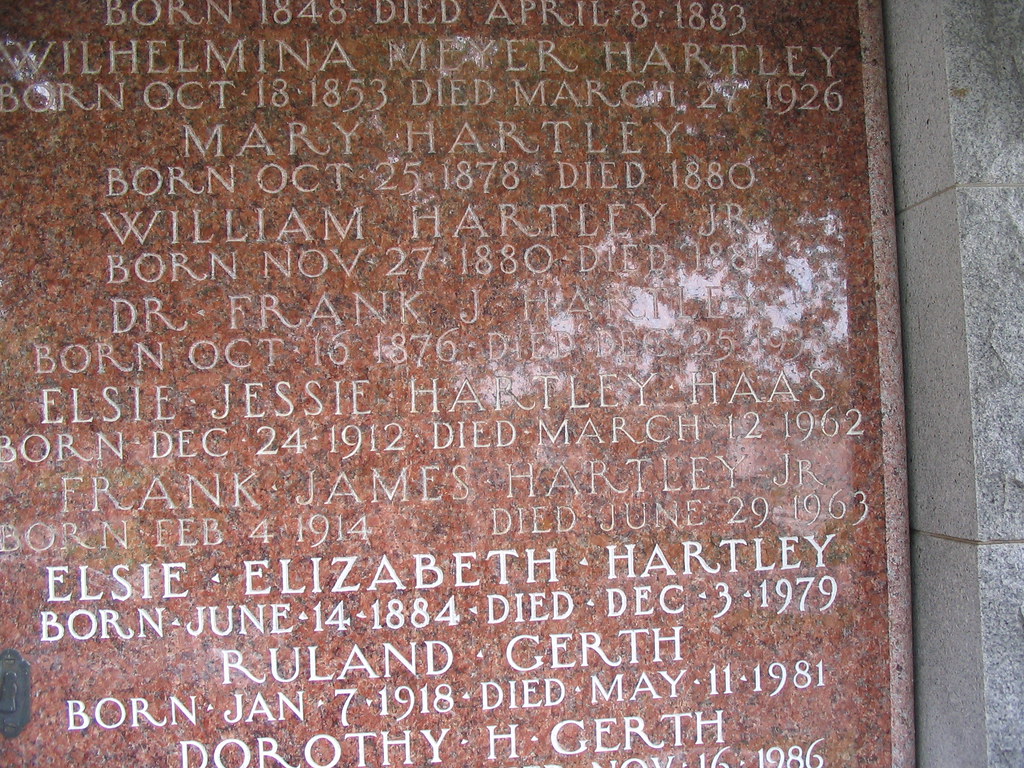 BORN 1848 DIED APRIL 8 · 1883
WILHELMINA MEYER HARTLEY
BORN OCT · 18 · 1853 DIED MARCH 27 1926
MARY HARTLEY
BORN OCT 25 · 1878 · DIED 1880
WILLIAM HARTLEY JR
BORN NOV · 27 · 1880 · DIED 1881
DR · FRANK J HARTLEY
BORN OCT 16 1876 · DIED DEC 25
ELSIE JESSIE HARTLEY HAAS
BORN · DEC · 24 · 1912 · DIED · MARCH · 12 1962
FRANK JAMES HARTLEY JR
BORN FEB 4 1914 DIED JUNE 29 1963
ELSIE · ELIZABETH · HARTLEY
BORN · JUNE · 14 · 1884 · DIED · DEC · 3 · 1979
RULAND · GERTH
BORN · JAN · 7 · 1918 · DIED · MAY · 11 · 1981
DOROTHY · H · GERTH
NOV · 16 · 1986